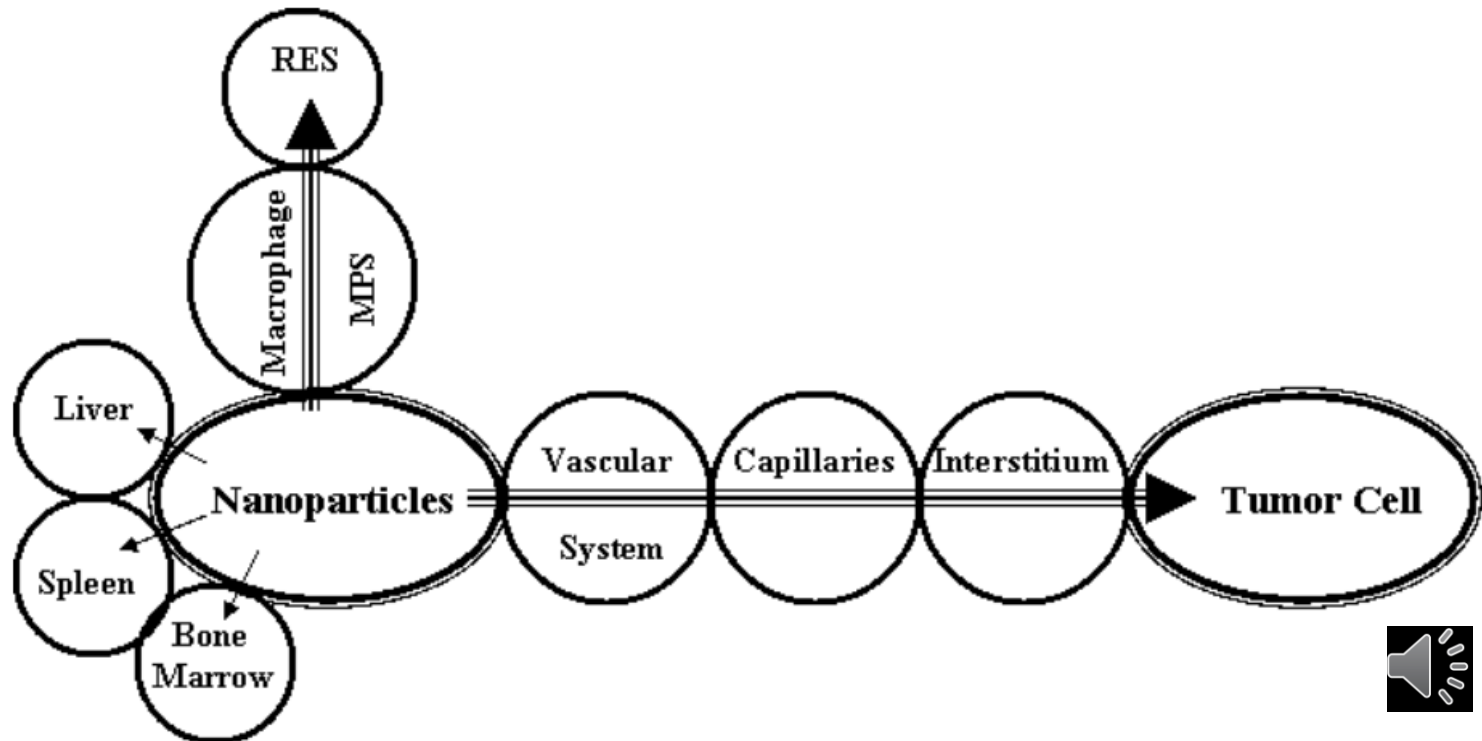 RES
Macrophage
MPS
Liver
Nanoparticles
Spleen
Bone
Marrow
Vascular
System
Capillaries
Interstitium
Tumor Cell